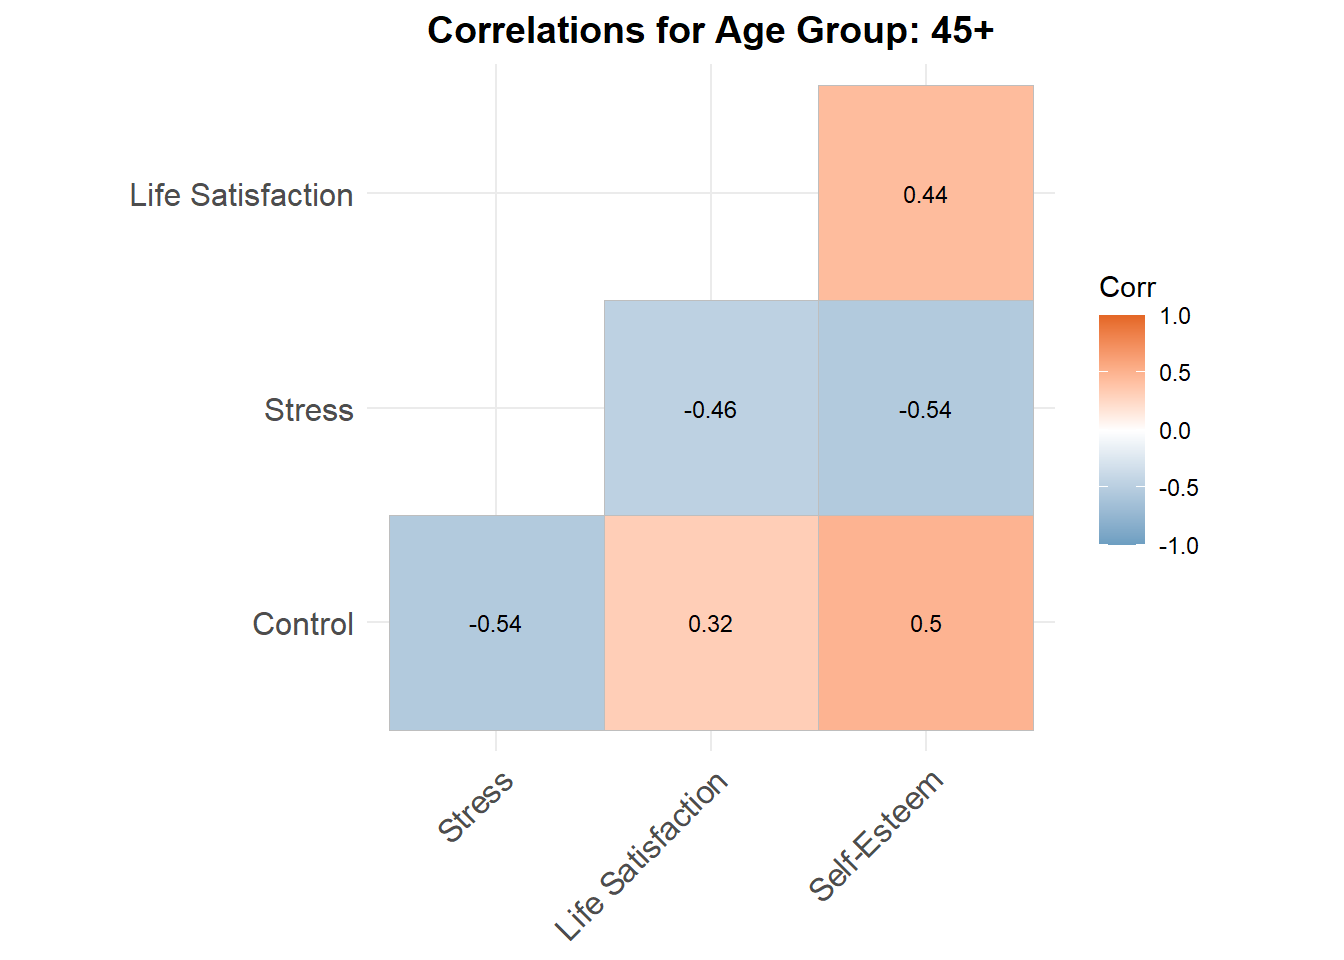 Correlations for Age Group: 45+
Life Satisfaction
0.44
Stress
-0.46
-0.54
Control
-0.54
0.32
0.5
Stress
Life Satisfaction
Self-Esteem
Corr
1.0
0.5
0.0
-0.5
-1.0